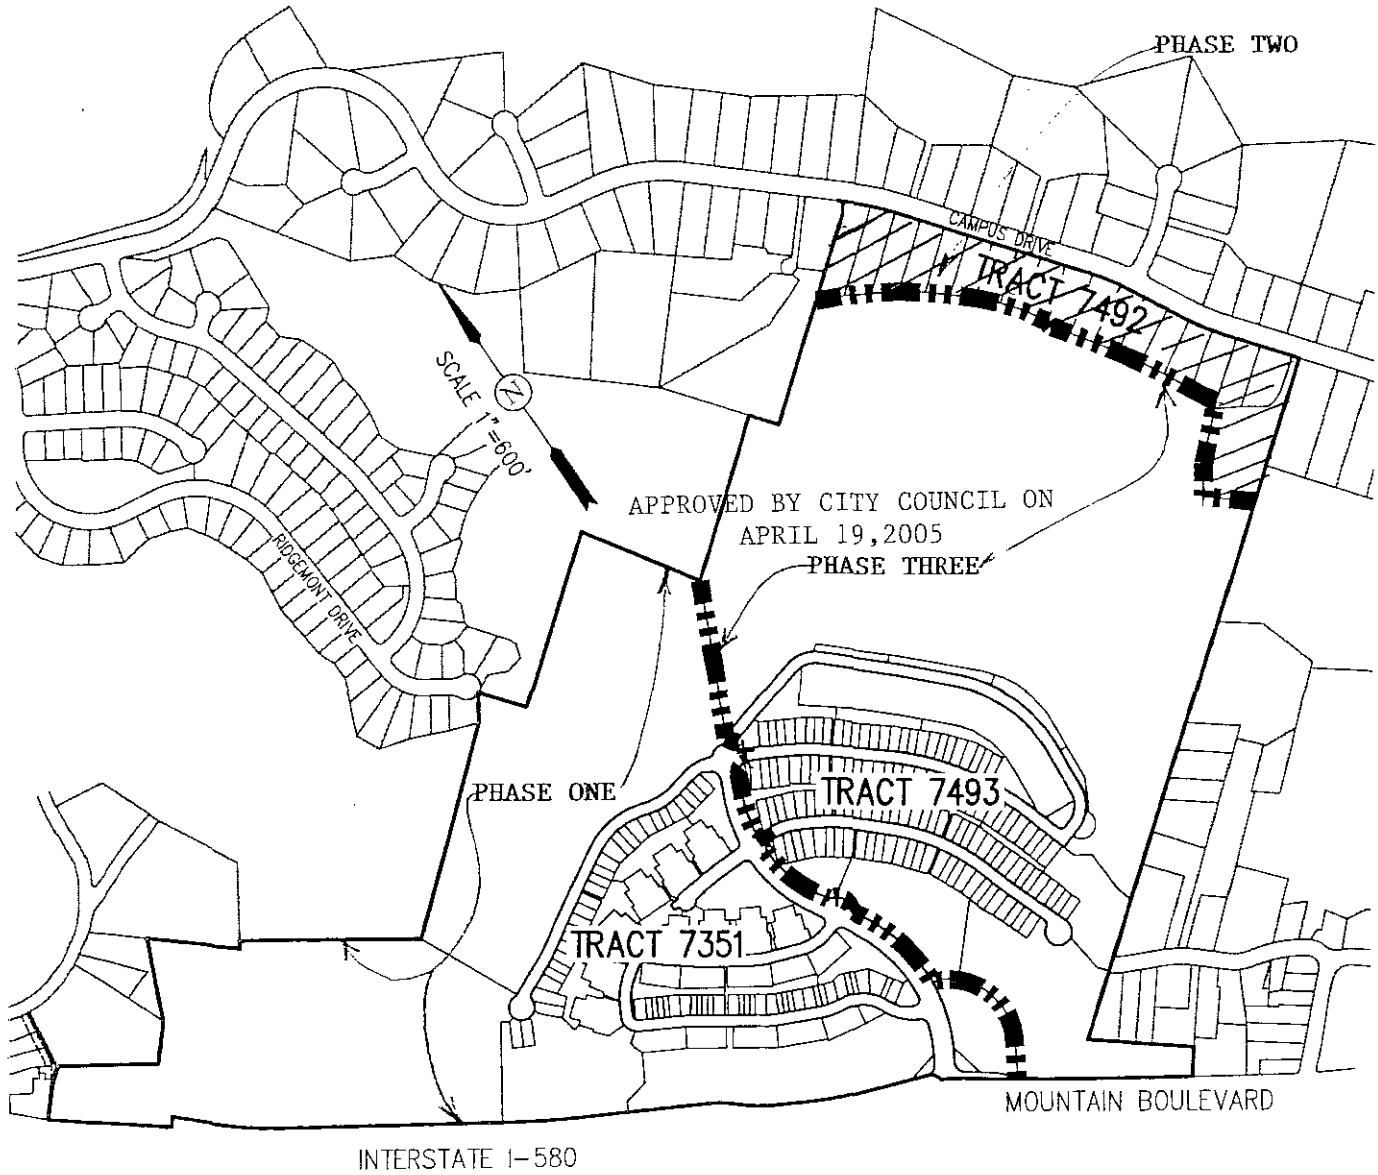 PHASE TWO
CAMPUS DRIVE
TRACT 7492
N
SCALE 1"=600'
APPROVED BY CITY COUNCIL ON
APRIL 19,2005
PHASE THREE
RIDGEMONT DRIVE
PHASE ONE
TRACT 7493
TRACT 7351
MOUNTAIN BOULEVARD
INTERSTATE I-580